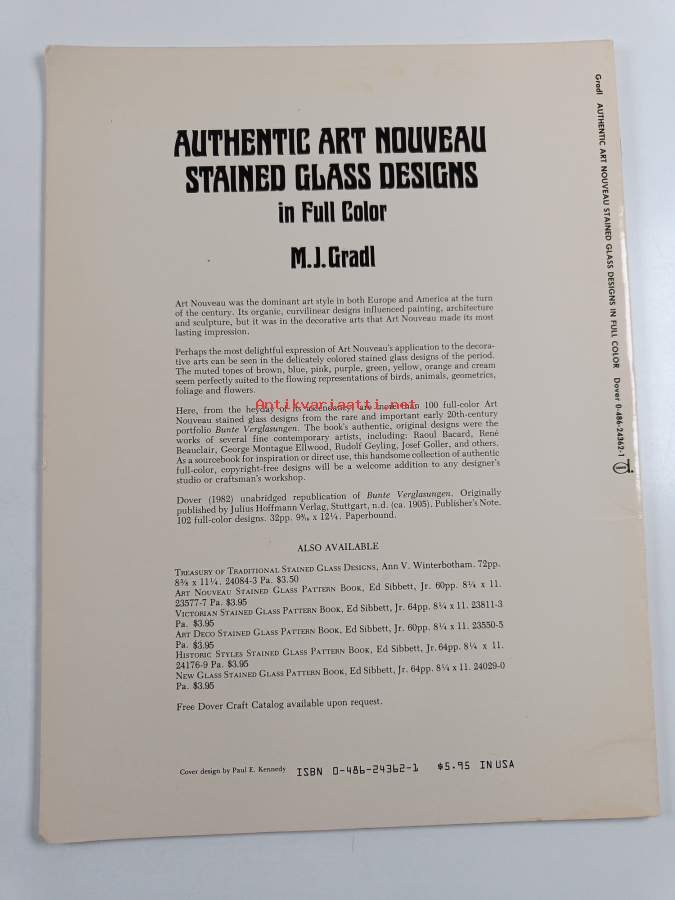 AUTHENTIC ART NOUVEAU
STAINED GLASS DESIGNS
in Full Color
M.J.Gradl
Art Nouveau was the dominant art style in both Europe and America at the turn
of the century. Its organic, curvilinear designs influenced painting, architecture
and sculpture, but it was in the decorative arts that Art Nouveau made its most
lasting impression.
Perhaps the most delightful expression of Art Nouveau's application to the decora-
tive arts can be seen in the delicately colored stained glass designs of the period.
The muted tones of brown, blue, pink, purple, green, yellow, orange and cream
seem perfectly suited to the flowing representations of birds, animals, geometrics,
foliage and flowers.
Antikvariaatti.net
Here, from the heyday of its ascendancy, are more than 100 full-color Art
Nouveau stained glass designs from the rare and important early 20th-century
portfolio Bunte Verglasungen. The book's authentic, original designs were the
works of several fine contemporary artists, including: Raoul Bacard, René
Beauclair, George Montague Ellwood, Rudolf Geyling, Josef Goller, and others.
As a sourcebook for inspiration or direct use, this handsome collection of authentic
full-color, copyright-free designs will be a welcome addition to any designer's
studio or craftsman's workshop.
Dover (1982) unabridged republication of Bunte Verglasungen. Originally
published by Julius Hoffmann Verlag, Stuttgart, n.d. (ca. 1905). Publisher's Note.
102 full-color designs. 32pp. 9⅜ x 12¼. Paperbound.
ALSO AVAILABLE
TREASURY OF TRADITIONAL STAINED GLASS DESIGNS, Ann V. Winterbotham. 72pp.
8⅜ x 11¼. 24084-3 Pa. $3.50
ART NOUVEAU STAINED GLASS PATTERN BOOK, Ed Sibbett, Jr. 60pp. 8¼ x 11.
23577-7 Pa. $3.95
VICTORIAN STAINED GLASS PATTERN BOOK, Ed Sibbett, Jr. 64pp. 8¼ x 11. 23811-3
Pa. $3.95
ART DECO STAINED GLASS PATTERN BOOK, Ed Sibbett, Jr. 60pp. 8¼ x 11. 23550-5
Pa. $3.95
HISTORIC STYLES STAINED GLASS PATTERN BOOK, Ed Sibbett, Jr. 64pp. 8¼ x 11.
24176-9 Pa. $3.95
NEW GLASS STAINED GLASS PATTERN BOOK, Ed Sibbett, Jr. 64pp. 8¼ x 11. 24029-0
Pa. $3.95
Free Dover Craft Catalog available upon request.
Cover design by Paul E. Kennedy ISBN 0-486-24362-1 $5.95 IN USA
Gradl AUTHENTIC ART NOUVEAU STAINED GLASS DESIGNS IN FULL COLOR Dover 0-486-24362-1